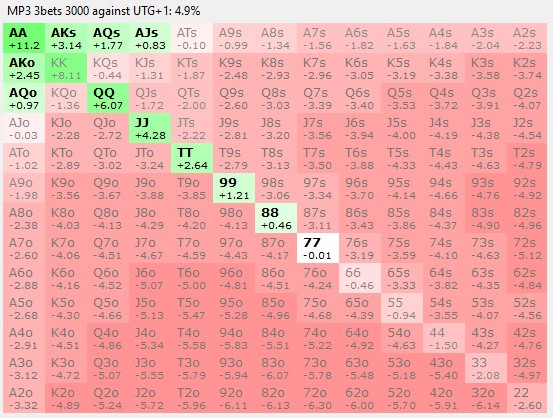 MP3 3bets 3000 against UTG+1: 4.9%
AA AKs AQs AJs ATs A9s A8s A7s A6s A5s A4s A3s A2s
+11.2 +3.14 +1.77 +0.83 -0.10 -0.99 -1.34 -1.56 -1.82 -1.63 -1.84 -2.04 -2.23
AKo KK KQs KJs KTs K9s K8s K7s K6s K5s K4s K3s K2s
+2.45 +8.11 -0.44 -1.31 -1.87 -2.48 -2.93 -2.96 -3.05 -3.19 -3.38 -3.58 -3.74
AQo KQo QQ QJs QTs Q9s Q8s Q7s Q6s Q5s Q4s Q3s Q2s
+0.97 -1.36 +6.07 -1.72 -2.00 -2.60 -3.03 -3.39 -3.40 -3.53 -3.72 -3.91 -4.07
AJo KJo QJo JJ JTs J9s J8s J7s J6s J5s J4s J3s J2s
-0.03 -2.28 -2.72 +4.28 -2.22 -2.81 -3.20 -3.56 -3.94 -4.00 -4.19 -4.38 -4.54
ATo KTo QTo JTo TT T9s T8s T7s T6s T5s T4s T3s T2s
-1.02 -2.89 -3.02 -3.24 +2.64 -2.79 -3.13 -3.50 -3.88 -4.33 -4.43 -4.63 -4.79
A9o K9o Q9o J9o T9o 99 98s 97s 96s 95s 94s 93s 92s
-1.98 -3.56 -3.67 -3.88 -3.85 +1.21 -3.06 -3.34 -3.70 -4.14 -4.66 -4.76 -4.92
A8o K8o Q8o J8o T8o 98o 88 87s 86s 85s 84s 83s 82s
-2.38 -4.03 -4.13 -4.29 -4.20 -4.13 +0.46 -3.11 -3.43 -3.86 -4.37 -4.90 -4.96
A7o K7o Q7o J7o T7o 97o 87o 77 76s 75s 74s 73s 72s
-2.60 -4.06 -4.51 -4.67 -4.59 -4.43 -4.17 -0.01 -3.19 -3.59 -4.10 -4.63 -5.12
A6o K6o Q6o J6o T6o 96o 86o 76o 66 65s 64s 63s 62s
-2.88 -4.16 -4.52 -5.07 -5.00 -4.81 -4.51 -4.24 -0.46 -3.33 -3.82 -4.35 -4.84
A5o K5o Q5o J5o T5o 95o 85o 75o 65o 55 54s 53s 52s
-2.68 -4.30 -4.66 -5.13 -5.47 -5.28 -4.96 -4.68 -4.39 -0.94 -3.55 -4.07 -4.56
A4o K4o Q4o J4o T4o 94o 84o 74o 64o 54o 44 43s 42s
-2.91 -4.51 -4.86 -5.34 -5.58 -5.83 -5.51 -5.22 -4.92 -4.63 -1.50 -4.27 -4.76
A3o K3o Q3o J3o T3o 93o 83o 73o 63o 53o 43o 33 32s
-3.12 -4.72 -5.07 -5.55 -5.79 -5.94 -6.07 -5.78 -5.48 -5.18 -5.40 -2.08 -4.97
A2o K2o Q2o J2o T2o 92o 82o 72o 62o 52o 42o 32o 22
-3.32 -4.89 -5.24 -5.72 -5.96 -6.11 -6.13 -6.30 -6.00 -5.70 -5.91 -6.14 -2.60